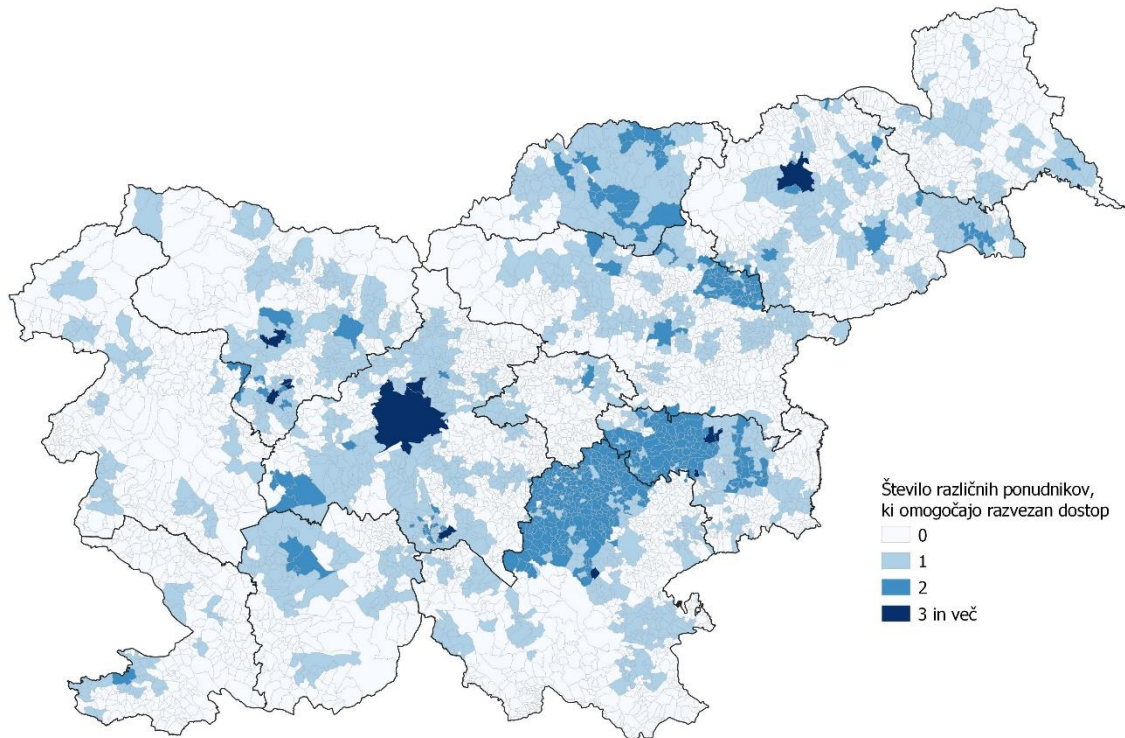 Število različnih ponudnikov,
ki omogočajo razvezan dostop
0
1
2
3 in več